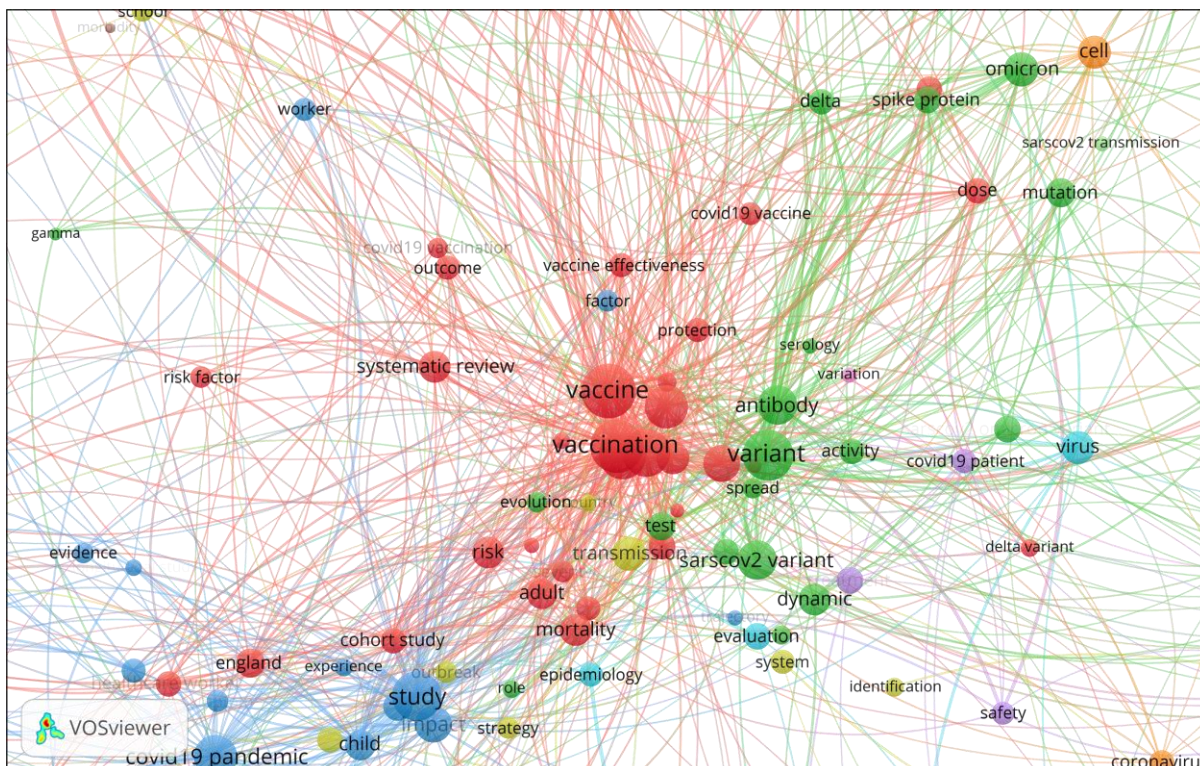 school
morbidity
cell
omicron
delta
spike protein
worker
sarscov2 transmission
dose
mutation
covid19 vaccine
gamma
covid19 vaccination
outcome
vaccine effectiveness
factor
protection
serology
systematic review
risk factor
variation
vaccine
antibody
vaccination
variant
activity
virus
covid19 patient
spread
evolution
test
evidence
risk
transmission
delta variant
sarscov2 variant
adult
dynamic
mortality
trajectory
evaluation
cohort study
england
experience
outbreak
epidemiology
system
role
identification
study
impact
strategy
safety
VOSviewer
child
covid19 pandemic